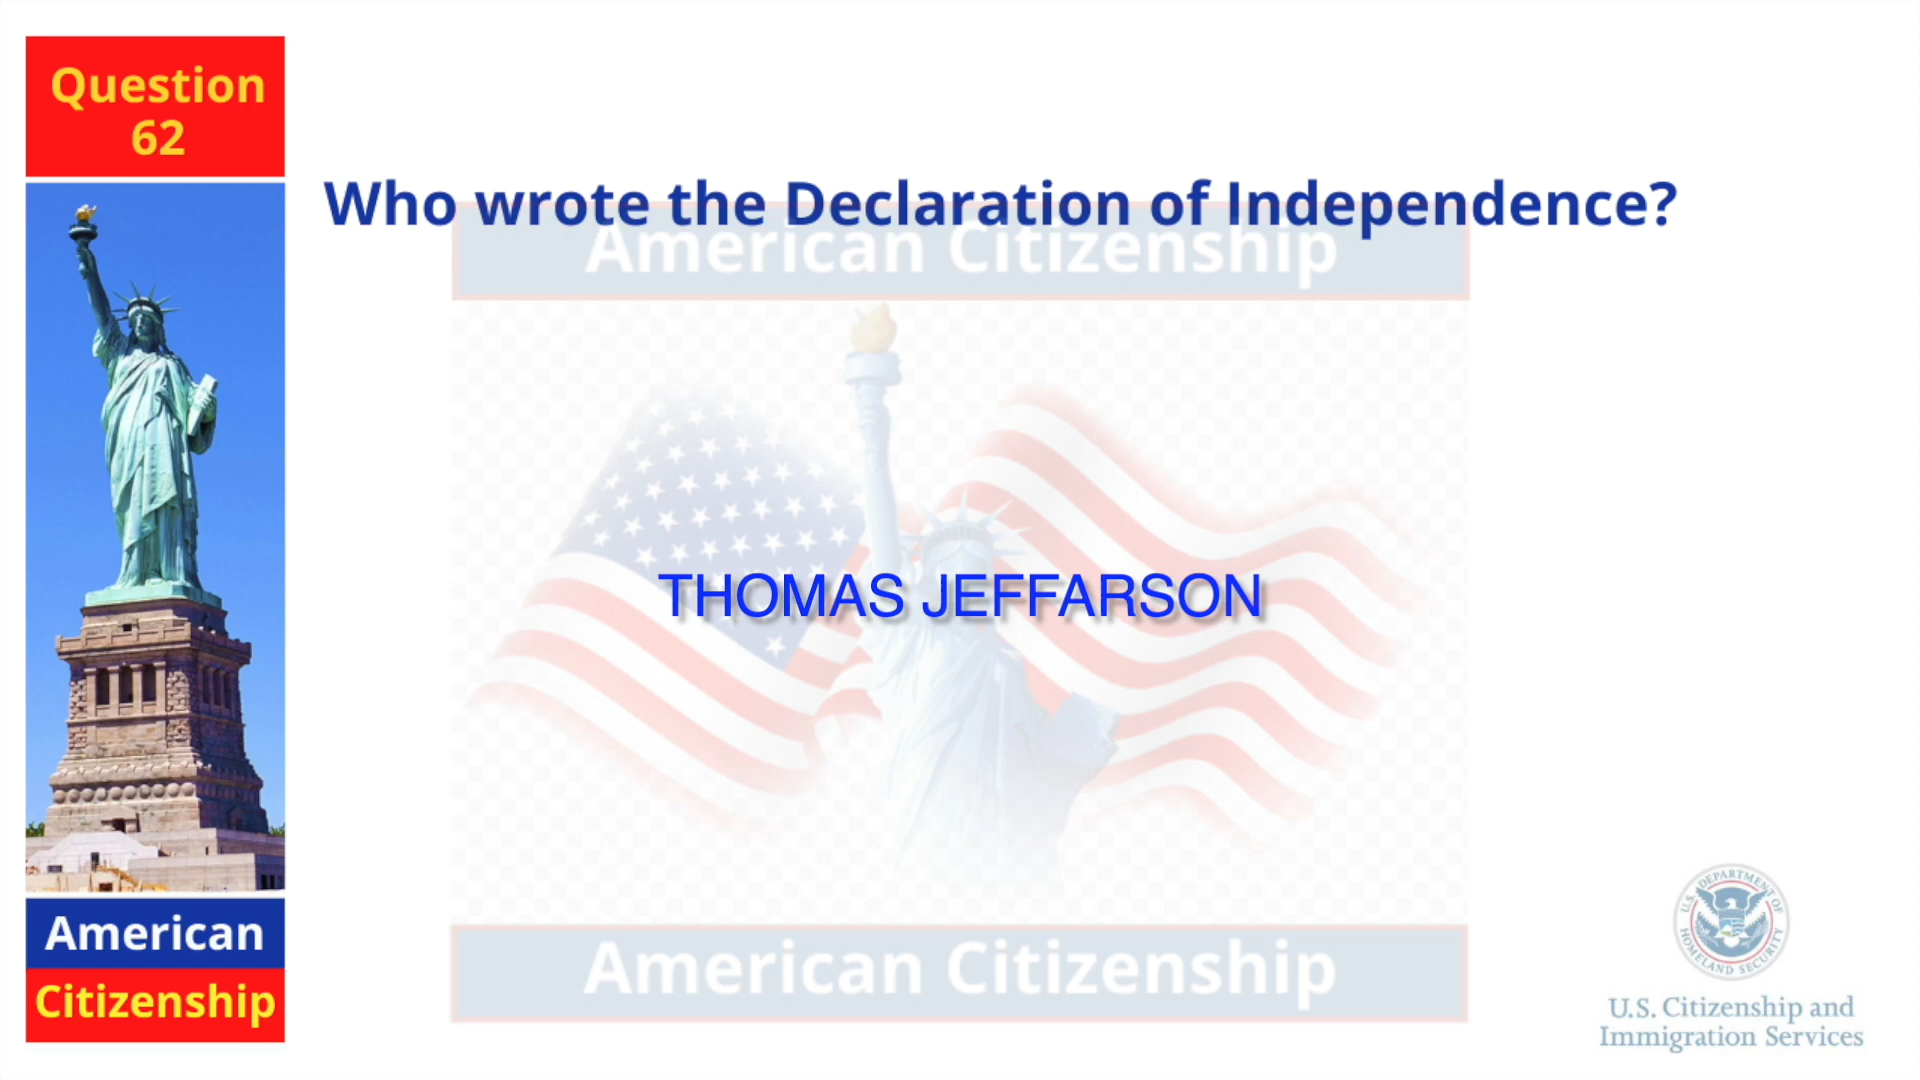 Question
62
Who wrote the Declaration of Independence?
American Citizenship
THOMAS JEFFARSON
American
Citizenship
American Citizenship
U.S. DEPARTMENT OF
HOMELAND SECURITY
U.S. Citizenship and
Immigration Services